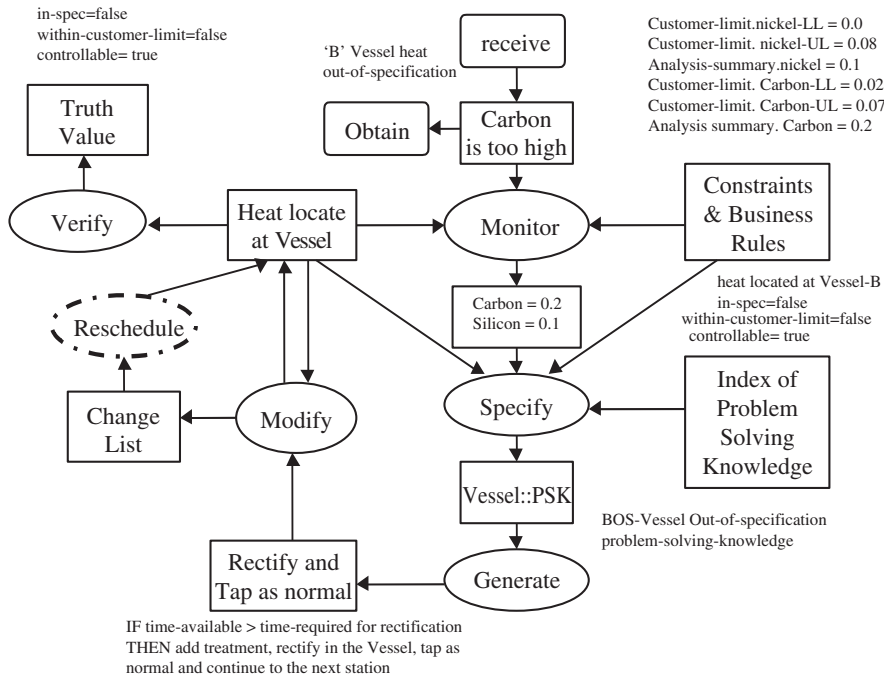 in-spec=false
within-customer-limit=false
controllable= true
‘B’ Vessel heat
out-of-specification
receive
Customer-limit.nickel-LL = 0.0
Customer-limit. nickel-UL = 0.08
Analysis-summary.nickel = 0.1
Customer-limit. Carbon-LL = 0.02
Customer-limit. Carbon-UL = 0.07
Analysis summary. Carbon = 0.2
Truth
Value
Obtain
Carbon
is too high
Verify
Heat locate
at Vessel
Monitor
Constraints
& Business
Rules
Reschedule
Carbon = 0.2
Silicon = 0.1
heat located at Vessel-B
in-spec=false
within-customer-limit=false
controllable= true
Change
List
Modify
Specify
Index of
Problem
Solving
Knowledge
Vessel::PSK
BOS-Vessel Out-of-specification
problem-solving-knowledge
Rectify and
Tap as normal
Generate
IF time-available > time-required for rectification
THEN add treatment, rectify in the Vessel, tap as
normal and continue to the next station